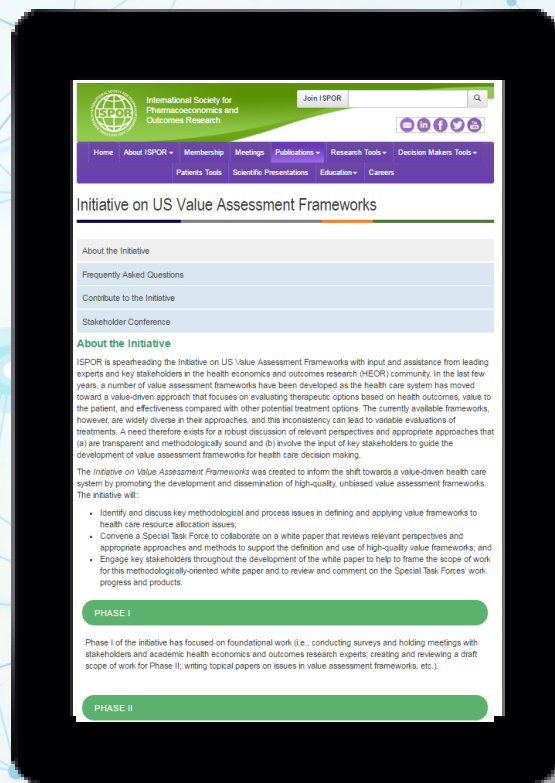 ISPOR
International Society for
Pharmacoeconomics and
Outcomes Research
Join ISPOR
Home About ISPOR Membership Meetings Publications Research Tools Decision Makers Tools
Patients Tools Scientific Presentations Education Careers
Initiative on US Value Assessment Frameworks
About the Initiative
Frequently Asked Questions
Contribute to the Initiative
Stakeholder Conference
About the Initiative
ISPOR is spearheading the Initiative on US Value Assessment Frameworks with input and assistance from leading
experts and key stakeholders in the health economics and outcomes research (HEOR) community. In the last few
years, a number of value assessment frameworks have been developed as the health care system has moved
toward a value-driven approach that focuses on evaluating therapeutic options based on health outcomes, value to
the patient, and effectiveness compared with other potential treatment options. The currently available frameworks,
however, are widely diverse in their approaches, and this inconsistency can lead to variable evaluations of
treatments. A need therefore exists for a robust discussion of relevant perspectives and appropriate approaches that
(a) are transparent and methodologically sound and (b) involve the input of key stakeholders to guide the
development of value assessment frameworks for health care decision making.
The Initiative on Value Assessment Frameworks was created to inform the shift towards a value-driven health care
system by promoting the development and dissemination of high-quality, unbiased value assessment frameworks.
The initiative will::
• Identify and discuss key methodological and process issues in defining and applying value frameworks to
health care resource allocation issues;
• Convene a Special Task Force to collaborate on a white paper that reviews relevant perspectives and
appropriate approaches and methods to support the definition and use of high-quality value frameworks; and
• Engage key stakeholders throughout the development of the white paper to help to frame the scope of work
for this methodologically-oriented white paper and to review and comment on the Special Task Forces' work
progress and products.
PHASE I
Phase I of the initiative has focused on foundational work (i.e., conducting surveys and holding meetings with
stakeholders and academic health economics and outcomes research experts; creating and reviewing a draft
scope of work for Phase II; writing topical papers on issues in value assessment frameworks, etc.).
PHASE II